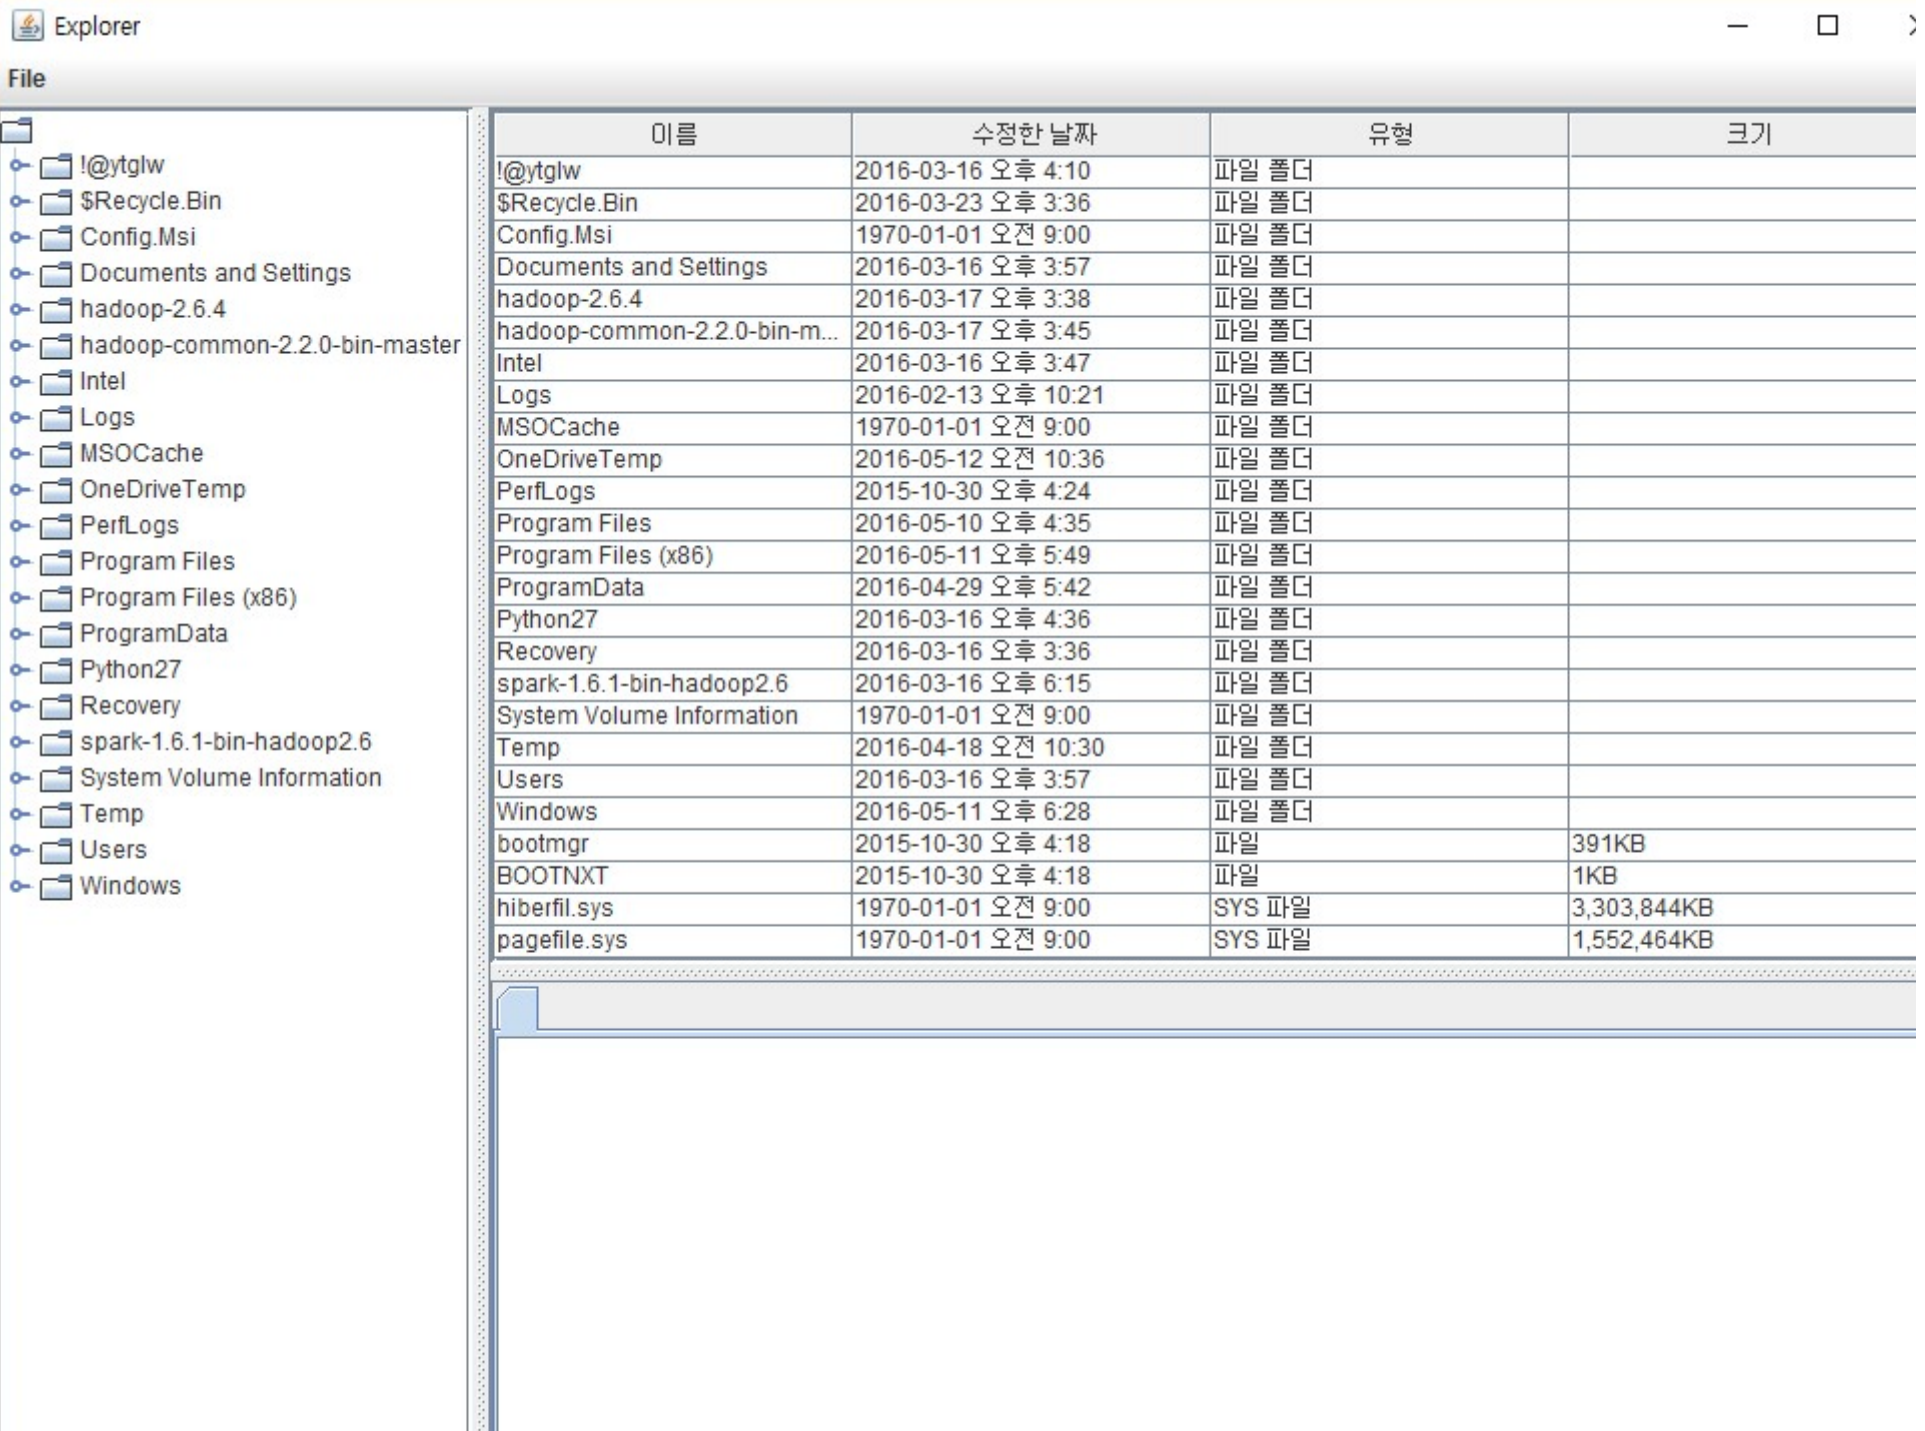 Explorer
File
!@ytglw
$Recycle.Bin
Config.Msi
Documents and Settings
hadoop-2.6.4
hadoop-common-2.2.0-bin-master
Intel
Logs
MSOCache
OneDriveTemp
PerfLogs
Program Files
Program Files (x86)
ProgramData
Python27
Recovery
spark-1.6.1-bin-hadoop2.6
System Volume Information
Temp
Users
Windows
이름 수정한 날짜 유형 크기
!@ytglw 2016-03-16 오후 4:10 파일 폴더
$Recycle.Bin 2016-03-23 오후 3:36 파일 폴더
Config.Msi 1970-01-01 오전 9:00 파일 폴더
Documents and Settings 2016-03-16 오후 3:57 파일 폴더
hadoop-2.6.4 2016-03-17 오후 3:38 파일 폴더
hadoop-common-2.2.0-bin-m... 2016-03-17 오후 3:45 파일 폴더
Intel 2016-03-16 오후 3:47 파일 폴더
Logs 2016-02-13 오후 10:21 파일 폴더
MSOCache 1970-01-01 오전 9:00 파일 폴더
OneDriveTemp 2016-05-12 오전 10:36 파일 폴더
PerfLogs 2015-10-30 오후 4:24 파일 폴더
Program Files 2016-05-10 오후 4:35 파일 폴더
Program Files (x86) 2016-05-11 오후 5:49 파일 폴더
ProgramData 2016-04-29 오후 5:42 파일 폴더
Python27 2016-03-16 오후 4:36 파일 폴더
Recovery 2016-03-16 오후 3:36 파일 폴더
spark-1.6.1-bin-hadoop2.6 2016-03-16 오후 6:15 파일 폴더
System Volume Information 1970-01-01 오전 9:00 파일 폴더
Temp 2016-04-18 오전 10:30 파일 폴더
Users 2016-03-16 오후 3:57 파일 폴더
Windows 2016-05-11 오후 6:28 파일 폴더
bootmgr 2015-10-30 오후 4:18 파일 391KB
BOOTNXT 2015-10-30 오후 4:18 파일 1KB
hiberfil.sys 1970-01-01 오전 9:00 SYS 파일 3,303,844KB
pagefile.sys 1970-01-01 오전 9:00 SYS 파일 1,552,464KB